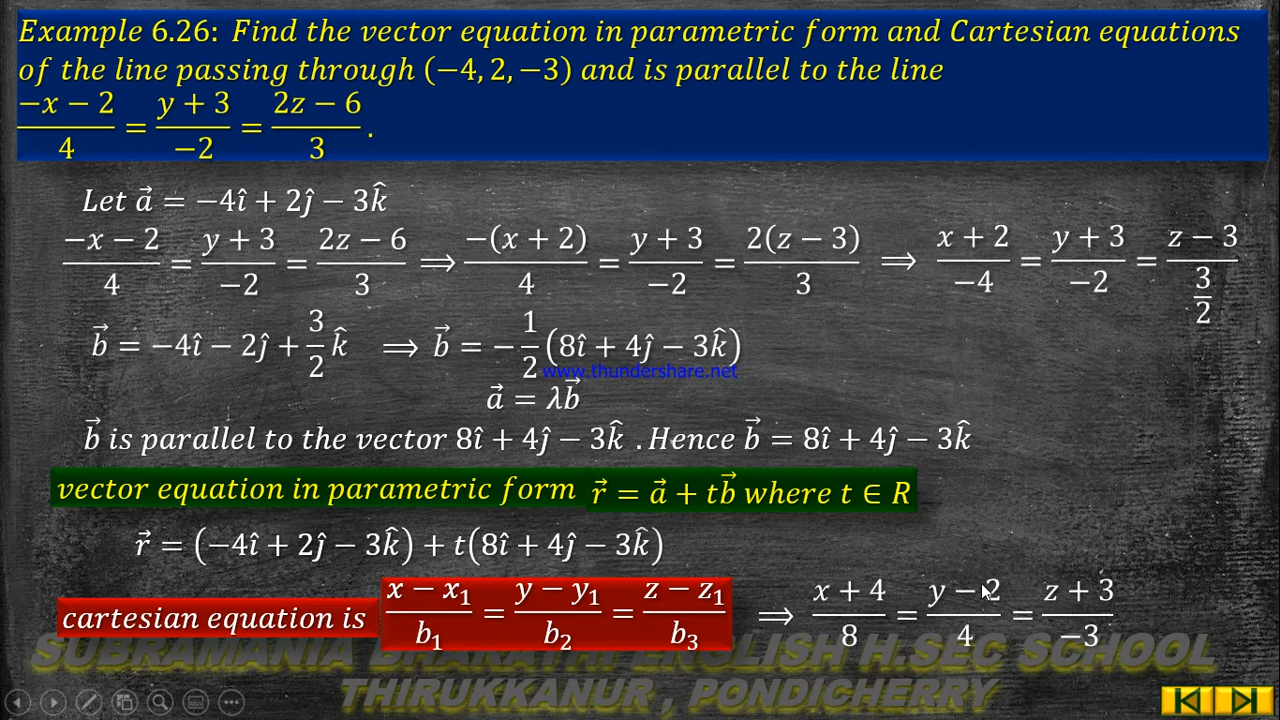 Example 6.26: Find the vector equation in parametric form and Cartesian equations
of the line passing through (−4, 2, −3) and is parallel to the line
(−x − 2)/4 = (y + 3)/(−2) = (2z − 6)/3 .
Let a⃗ = −4î + 2ĵ − 3k̂
(−x − 2)/4 = (y + 3)/(−2) = (2z − 6)/3 ⟹ (−(x + 2))/4 = (y + 3)/(−2) = (2(z − 3))/3 ⟹ (x + 2)/(−4) = (y + 3)/(−2) = (z − 3)/(3/2)
b⃗ = −4î − 2ĵ + 3/2 k̂ ⟹ b⃗ = −1/2 (8î + 4ĵ − 3k̂)
www.thundershare.net
a⃗ = λb⃗
b⃗ is parallel to the vector 8î + 4ĵ − 3k̂ . Hence b⃗ = 8î + 4ĵ − 3k̂
vector equation in parametric form r⃗ = a⃗ + tb⃗ where t ∈ R
r⃗ = (−4î + 2ĵ − 3k̂) + t(8î + 4ĵ − 3k̂)
cartesian equation is (x − x₁)/b₁ = (y − y₁)/b₂ = (z − z₁)/b₃ ⟹ (x + 4)/8 = (y − 2)/4 = (z + 3)/(−3)
SUBRAMANIA BHARATHI ENGLISH H.SEC SCHOOL
THIRUKKANUR , PONDICHERRY